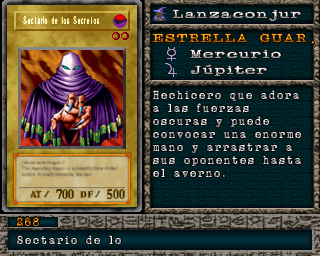 Sectario de los Secretos
AT/ 700 DF/ 500
Lanzaconjur
ESTRELLA GUAR.
Mercurio
Júpiter
Hechicero que adora
a las fuerzas
oscuras y puede
convocar una enorme
mano y arrastrar a
sus oponentes hasta
el averno.
268
Sectario de lo